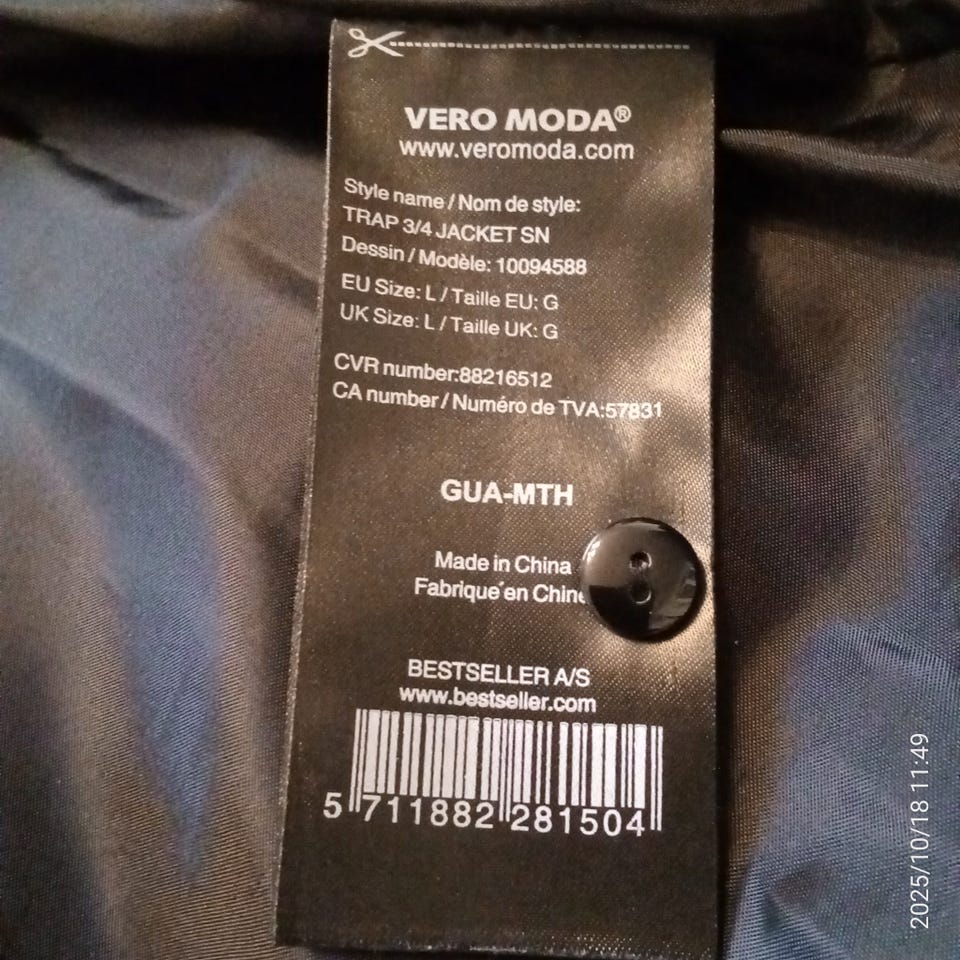 VERO MODA®
www.veromoda.com
Style name / Nom de style:
TRAP 3/4 JACKET SN
Dessin / Modèle: 10094588
EU Size: L / Taille EU: G
UK Size: L / Taille UK: G
CVR number:88216512
CA number / Numéro de TVA:57831
GUA-MTH
Made in China
Fabrique´en Chine
BESTSELLER A/S
www.bestseller.com
5 711882 281504
2025/10/18 11:49